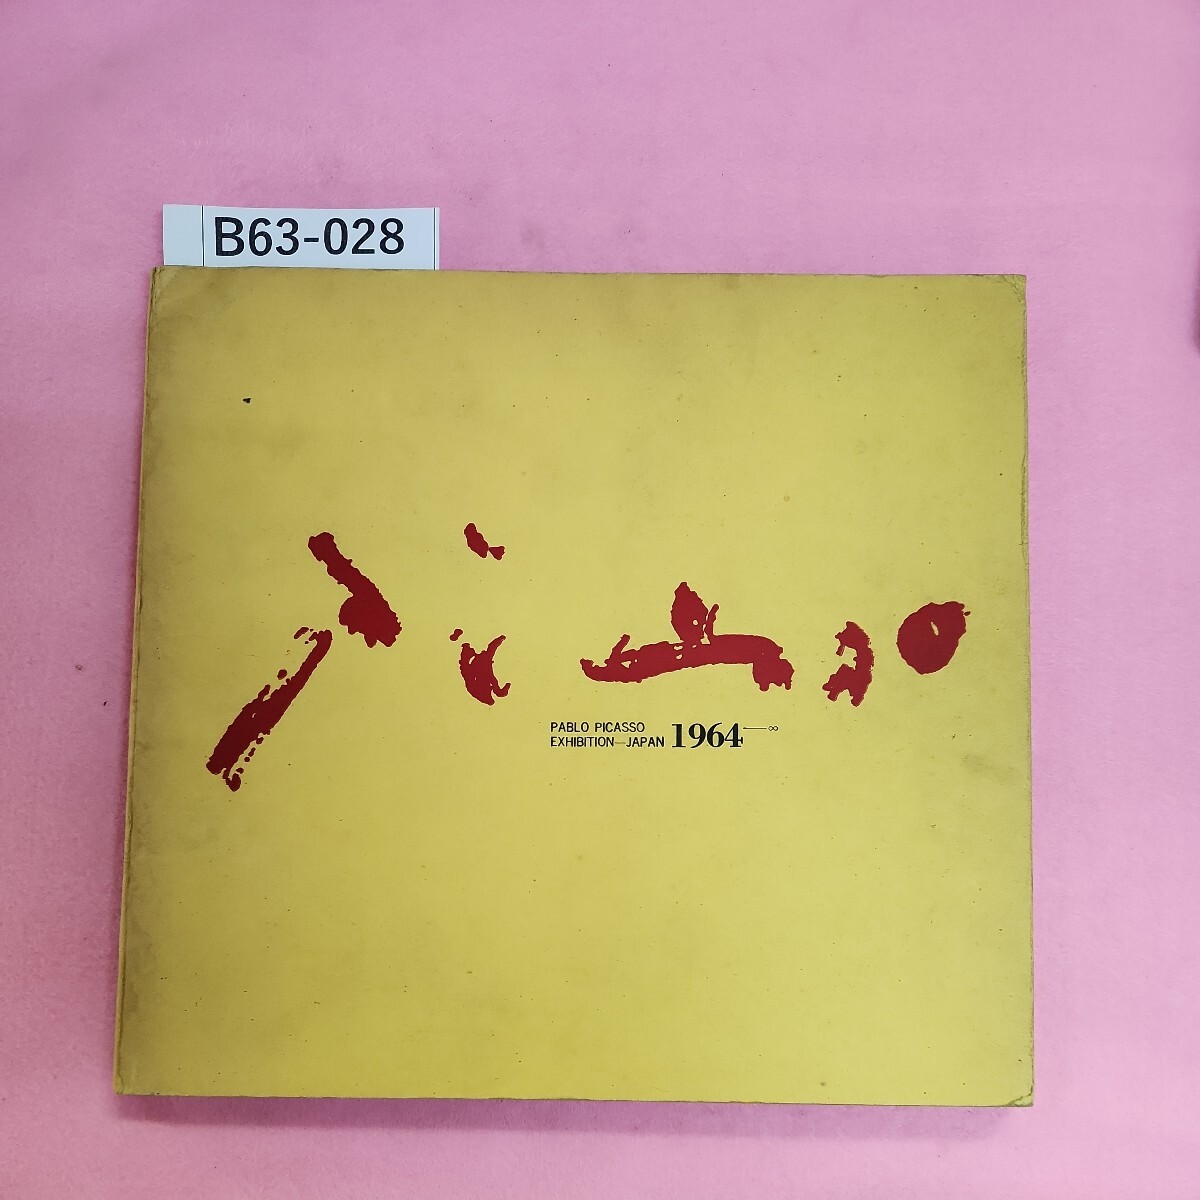 B63-028
Picasso
PABLO PICASSO
EXHIBITION—JAPAN 1964—∞